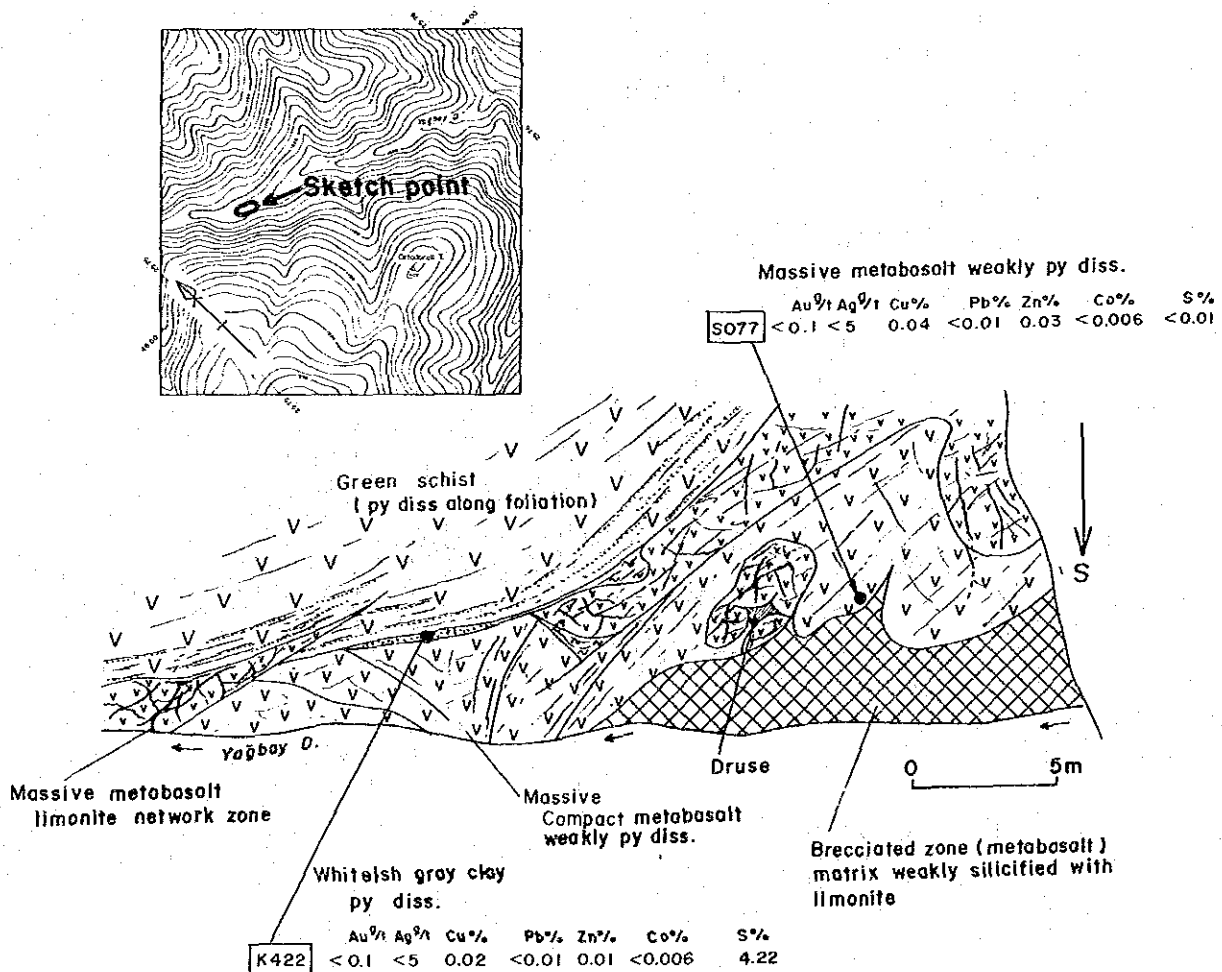 Sketch point
Massive metabasalt weakly py diss.
Au g/t Ag g/t Cu% Pb% Zn% Co% S%
S077 <0.1 <5 0.04 <0.01 0.03 <0.006 <0.01
Green schist
(py diss along foliation)
S
Yağbay D.
Druse
0 5m
Massive metabasalt
limonite network zone
Massive
Compact metabasalt
weakly py diss.
Brecciated zone (metabasalt)
matrix weakly silicified with
limonite
Whiteish gray clay
py diss.
Au g/t Ag g/t Cu% Pb% Zn% Co% S%
K422 <0.1 <5 0.02 <0.01 0.01 <0.006 4.22